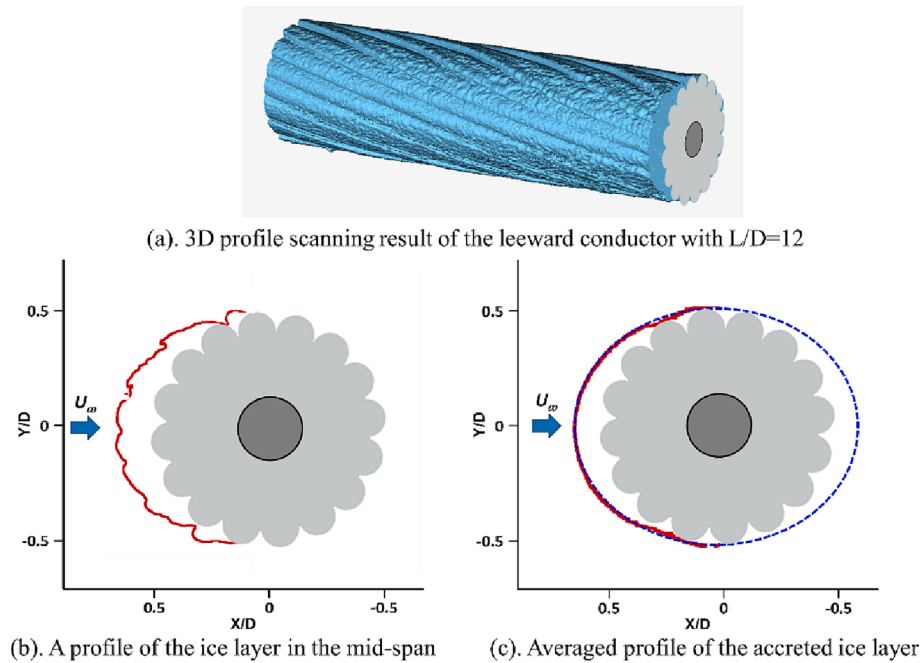 (a). 3D profile scanning result of the leeward conductor with L/D=12
0.5
0
-0.5
Y/D
U∞
0.5
0
-0.5
X/D
(b). A profile of the ice layer in the mid-span
0.5
0
-0.5
Y/D
U∞
0.5
0
-0.5
X/D
(c). Averaged profile of the accreted ice layer